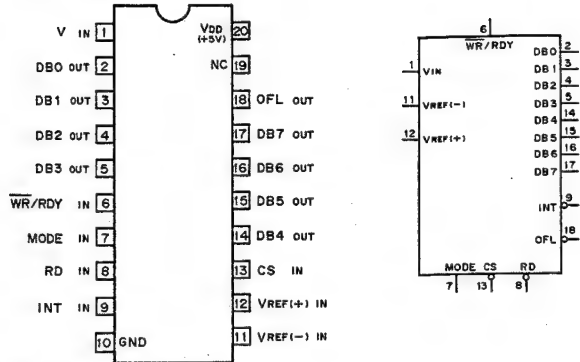 V IN 1
DB0 OUT 2
DB1 OUT 3
DB2 OUT 4
DB3 OUT 5
WR/RDY IN 6
MODE IN 7
RD IN 8
INT IN 9
10 GND
VDD (+5V) 20
NC 19
18 OFL OUT
17 DB7 OUT
16 DB6 OUT
15 DB5 OUT
14 DB4 OUT
13 CS IN
12 VREF(+) IN
11 VREF(-) IN
6
WR/RDY
1 VIN
11 VREF(-)
12 VREF(+)
DB0 2
DB1 3
DB2 4
DB3 5
DB4 14
DB5 15
DB6 16
DB7 17
INT 9
OFL 18
MODE CS RD
7 13 8